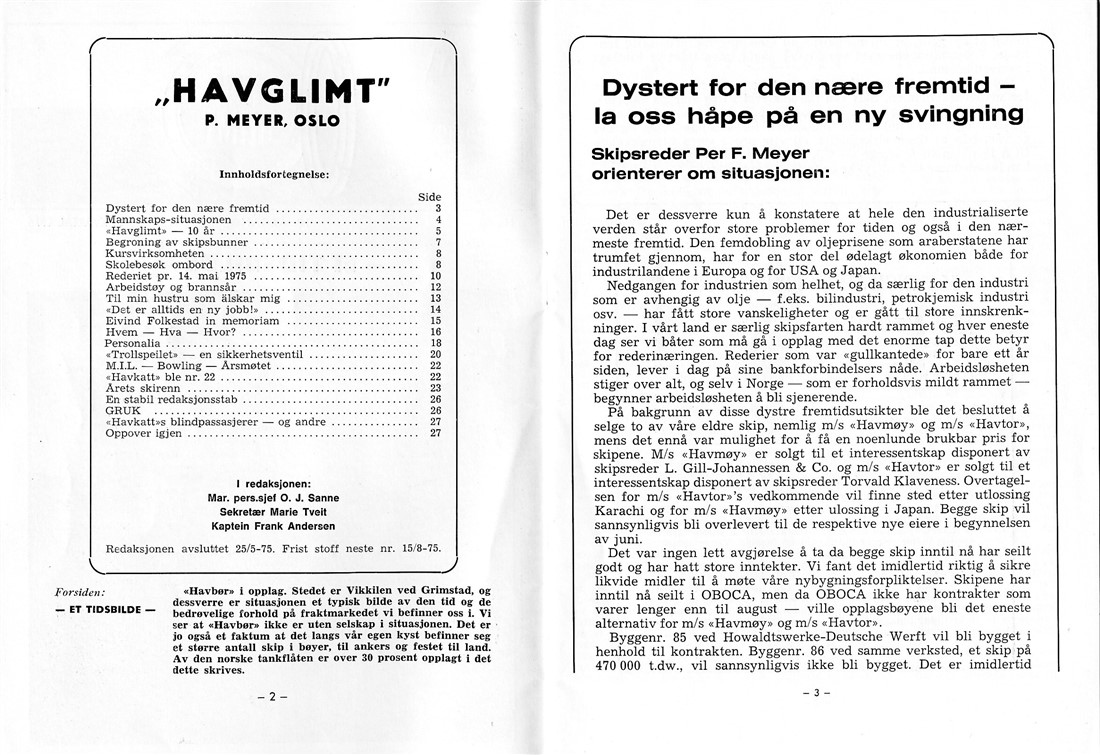 „HAVGLIMT”
P. MEYER, OSLO
Innholdsfortegnelse:
Side
Dystert for den nære fremtid ........................ 3
Mannskaps-situasjonen ............................. 4
«Havglimt» — 10 år ................................. 5
Begroning av skipsbunner ........................... 7
Kursvirksomheten ................................... 8
Skolebesøk ombord ................................. 8
Rederiet pr. 14. mai 1975 ........................... 10
Arbeidstøy og brannsår ............................. 12
Til min hustru som älskar mig ...................... 13
«Det er alltids en ny jobb!» ......................... 14
Eivind Folkestad in memoriam ...................... 15
Hvem — Hva — Hvor? .............................. 16
Personalia .......................................... 18
«Trollspeilet» — en sikkerhetsventil .................. 20
M.I.L. — Bowling — Årsmøtet ....................... 22
«Havkatt» ble nr. 22 ................................ 22
Årets skirenn ....................................... 23
En stabil redaksjonsstab ............................ 26
GRUK ............................................. 26
«Havkatt»s blindpassasjerer — og andre .............. 27
Oppover igjen ...................................... 27
I redaksjonen:
Mar. pers.sjef O. J. Sanne
Sekretær Marie Tveit
Kaptein Frank Andersen
Redaksjonen avsluttet 25/5-75. Frist stoff neste nr. 15/8-75.
Forsiden:
— ET TIDSBILDE —
«Havbør» i opplag. Stedet er Vikkilen ved Grimstad, og
dessverre er situasjonen et typisk bilde av den tid og de
bedrøvelige forhold på fraktmarkedet vi befinner oss i. Vi
ser at «Havbør» ikke er uten selskap i situasjonen. Det er
jo også et faktum at det langs vår egen kyst befinner seg
et større antall skip i bøyer, til ankers og festet til land.
Av den norske tankflåten er over 30 prosent opplagt i det
dette skrives.
– 2 –
Dystert for den nære fremtid –
la oss håpe på en ny svingning
Skipsreder Per F. Meyer
orienterer om situasjonen:
Det er dessverre kun å konstatere at hele den industrialiserte
verden står overfor store problemer for tiden og også i den nær-
meste fremtid. Den femdobling av oljeprisene som araberstatene har
trumfet gjennom, har for en stor del ødelagt økonomien både for
industrilandene i Europa og for USA og Japan.
Nedgangen for industrien som helhet, og da særlig for den industri
som er avhengig av olje — f.eks. bilindustri, petrokjemisk industri
osv. — har fått store vanskeligheter og er gått til store innskrenk-
ninger. I vårt land er særlig skipsfarten hardt rammet og hver eneste
dag ser vi båter som må gå i opplag med det enorme tap dette betyr
for rederinæringen. Rederier som var «gullkantede» for bare ett år
siden, lever i dag på sine bankforbindelsers nåde. Arbeidsløsheten
stiger over alt, og selv i Norge — som er forholdsvis mildt rammet —
begynner arbeidsløsheten å bli sjenerende.
På bakgrunn av disse dystre fremtidsutsikter ble det besluttet å
selge to av våre eldre skip, nemlig m/s «Havmøy» og m/s «Havtor»,
mens det ennå var mulighet for å få en noenlunde brukbar pris for
skipene. M/s «Havmøy» er solgt til et interessentskap disponert av
skipsreder L. Gill-Johannessen & Co. og m/s «Havtor» er solgt til et
interessentskap disponert av skipsreder Torvald Klaveness. Overtagel-
sen for m/s «Havtor»'s vedkommende vil finne sted etter utlossing
Karachi og for m/s «Havmøy» etter ulossing i Japan. Begge skip vil
sannsynligvis bli overlevert til de respektive nye eiere i begynnelsen
av juni.
Det var ingen lett avgjørelse å ta da begge skip inntil nå har seilt
godt og har hatt store inntekter. Vi fant det imidlertid riktig å sikre
likvide midler til å møte våre nybygningsforpliktelser. Skipene har
inntil nå seilt i OBOCA, men da OBOCA ikke har kontrakter som
varer lenger enn til august — ville opplagsbøyene bli det eneste
alternativ for m/s «Havmøy» og m/s «Havtor».
Byggenr. 85 ved Howaldtswerke-Deutsche Werft vil bli bygget i
henhold til kontrakten. Byggenr. 86 ved samme verksted, et skip på
470 000 t.dw., vil sannsynligvis ikke bli bygget. Det er imidlertid
– 3 –